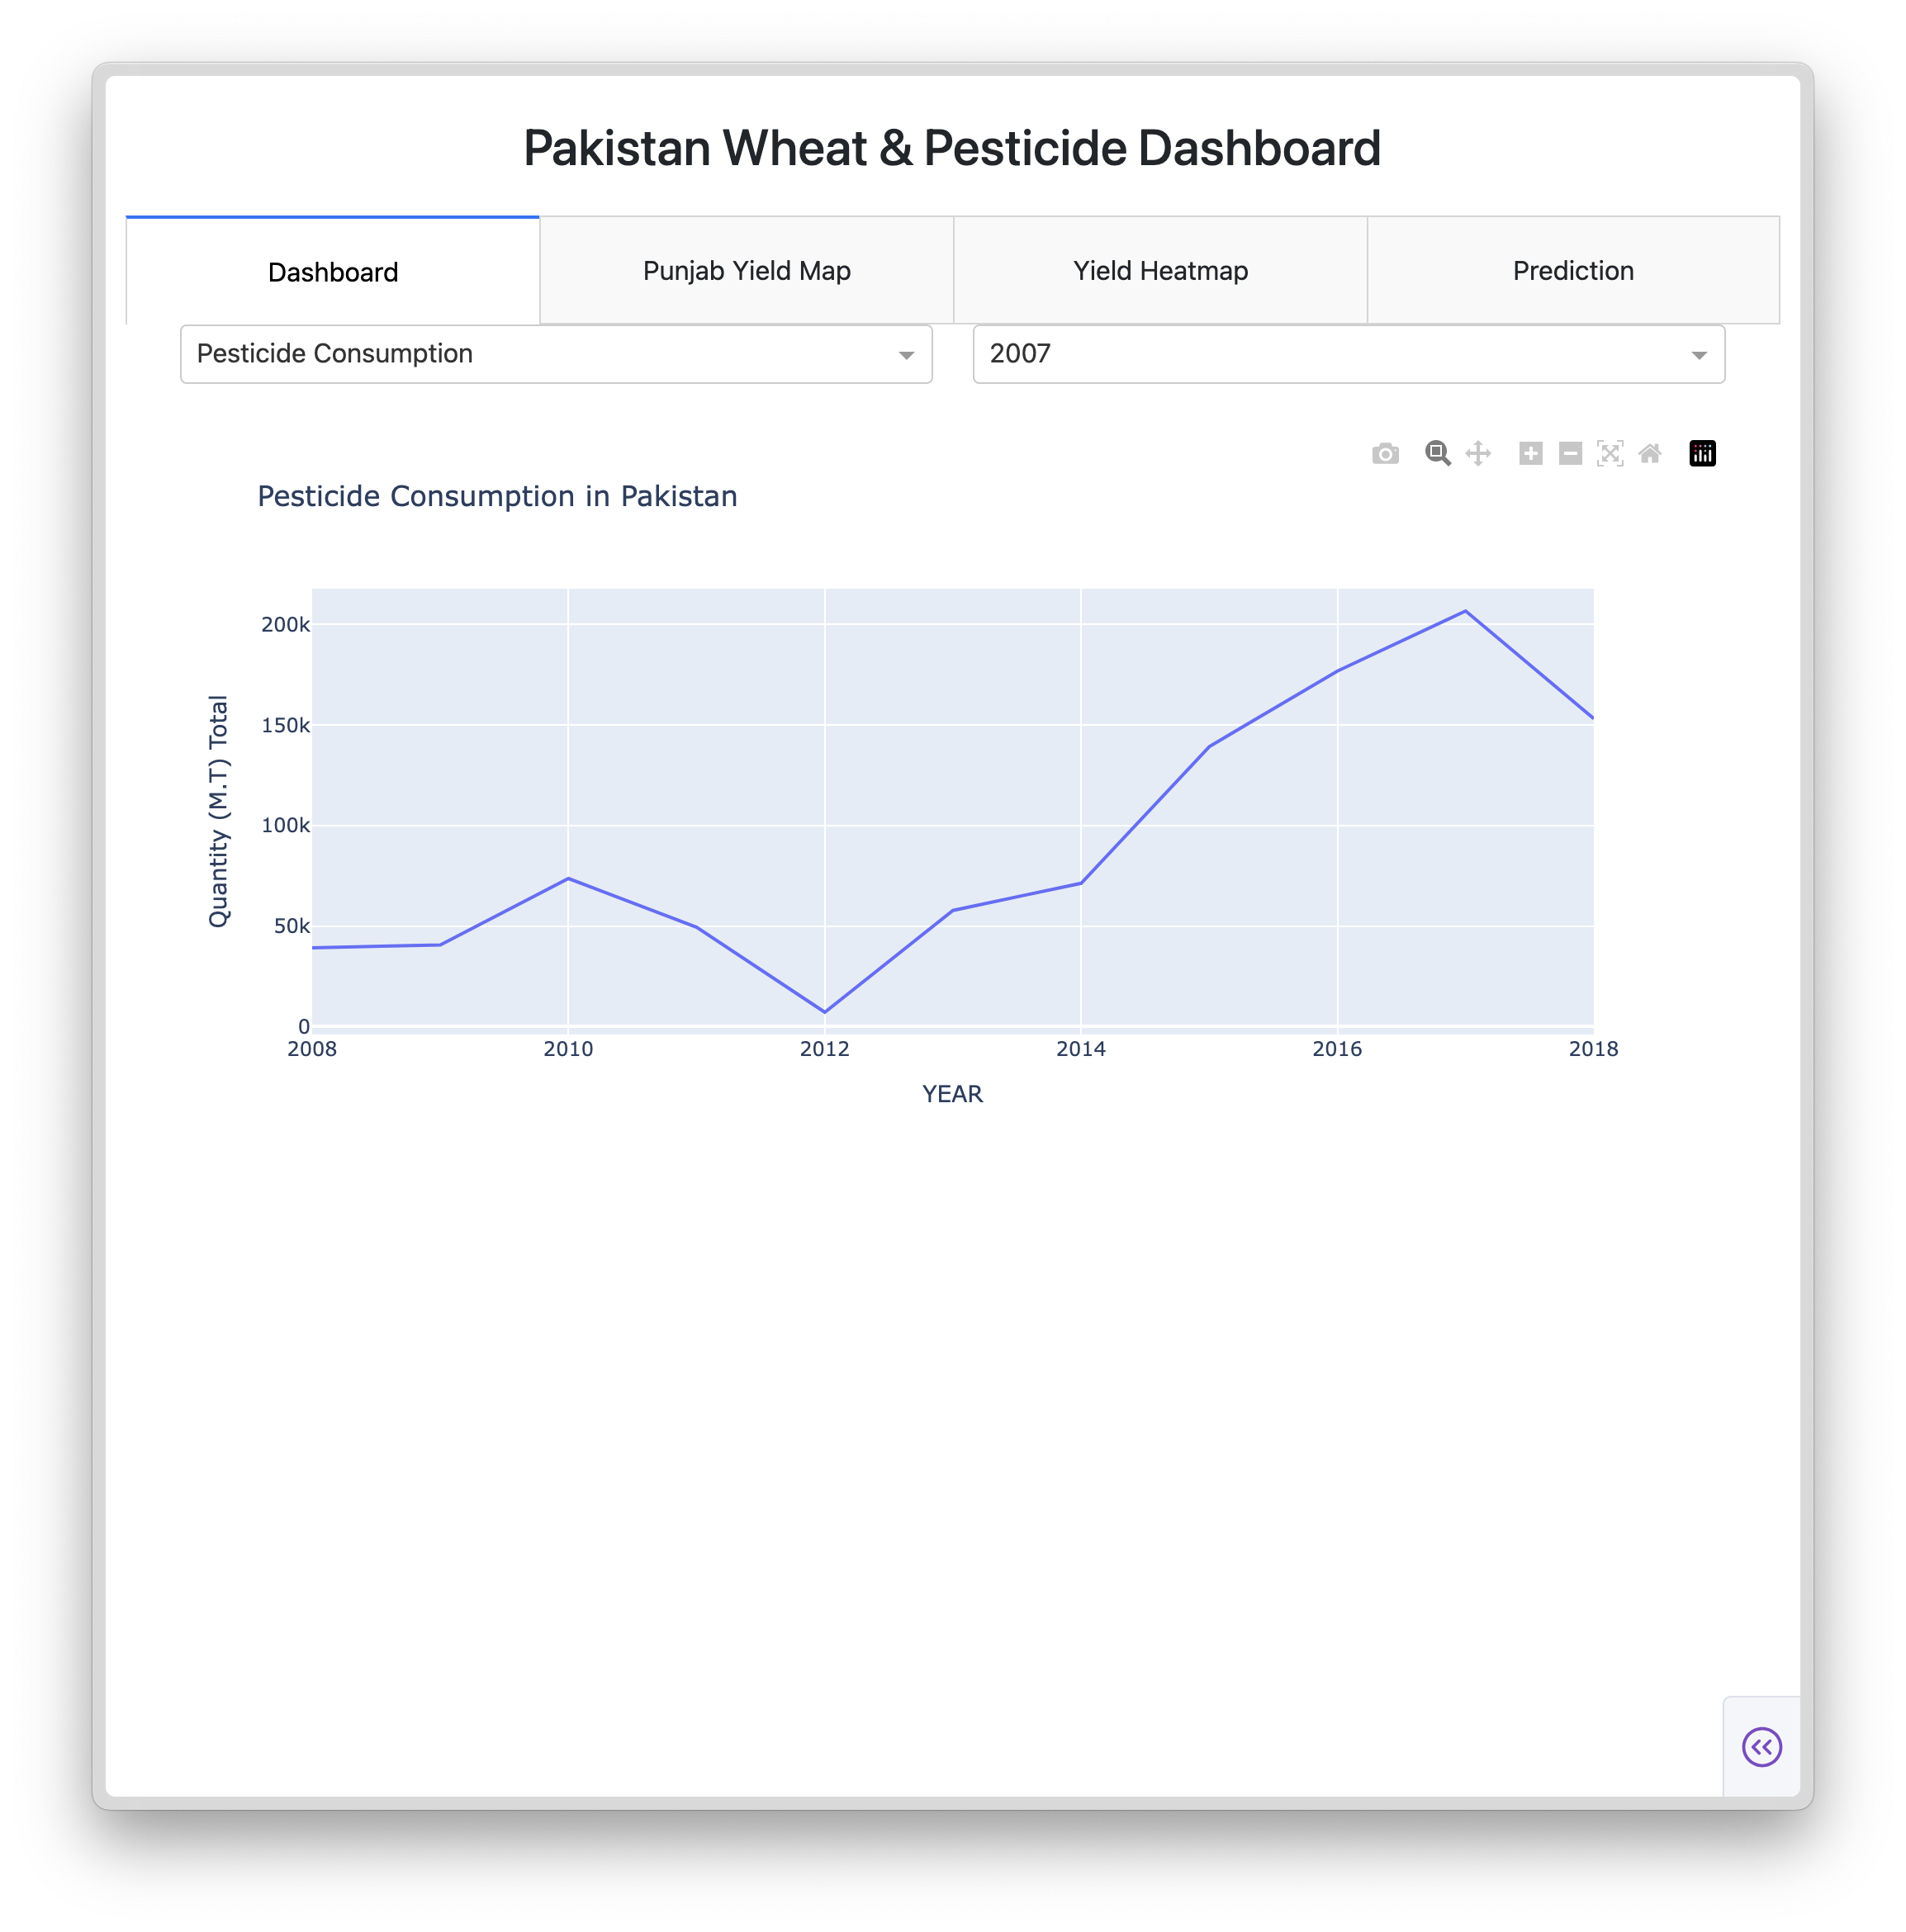 Pakistan Wheat & Pesticide Dashboard
Dashboard
Punjab Yield Map
Yield Heatmap
Prediction
Pesticide Consumption
2007
Pesticide Consumption in Pakistan
Quantity (M.T) Total
200k
150k
100k
50k
0
2008
2010
2012
2014
2016
2018
YEAR